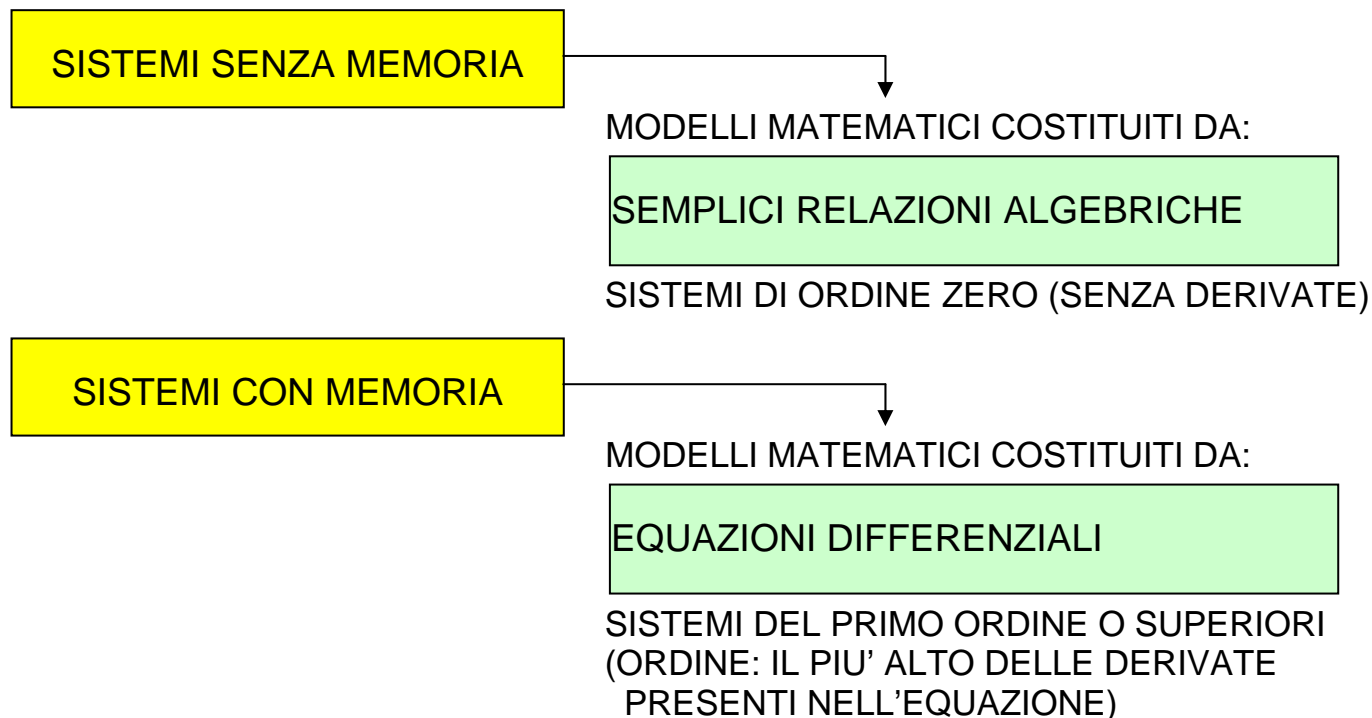 SISTEMI SENZA MEMORIA
MODELLI MATEMATICI COSTITUITI DA:
SEMPLICI RELAZIONI ALGEBRICHE
SISTEMI DI ORDINE ZERO (SENZA DERIVATE)
SISTEMI CON MEMORIA
MODELLI MATEMATICI COSTITUITI DA:
EQUAZIONI DIFFERENZIALI
SISTEMI DEL PRIMO ORDINE O SUPERIORI
(ORDINE: IL PIU’ ALTO DELLE DERIVATE
PRESENTI NELL’EQUAZIONE)